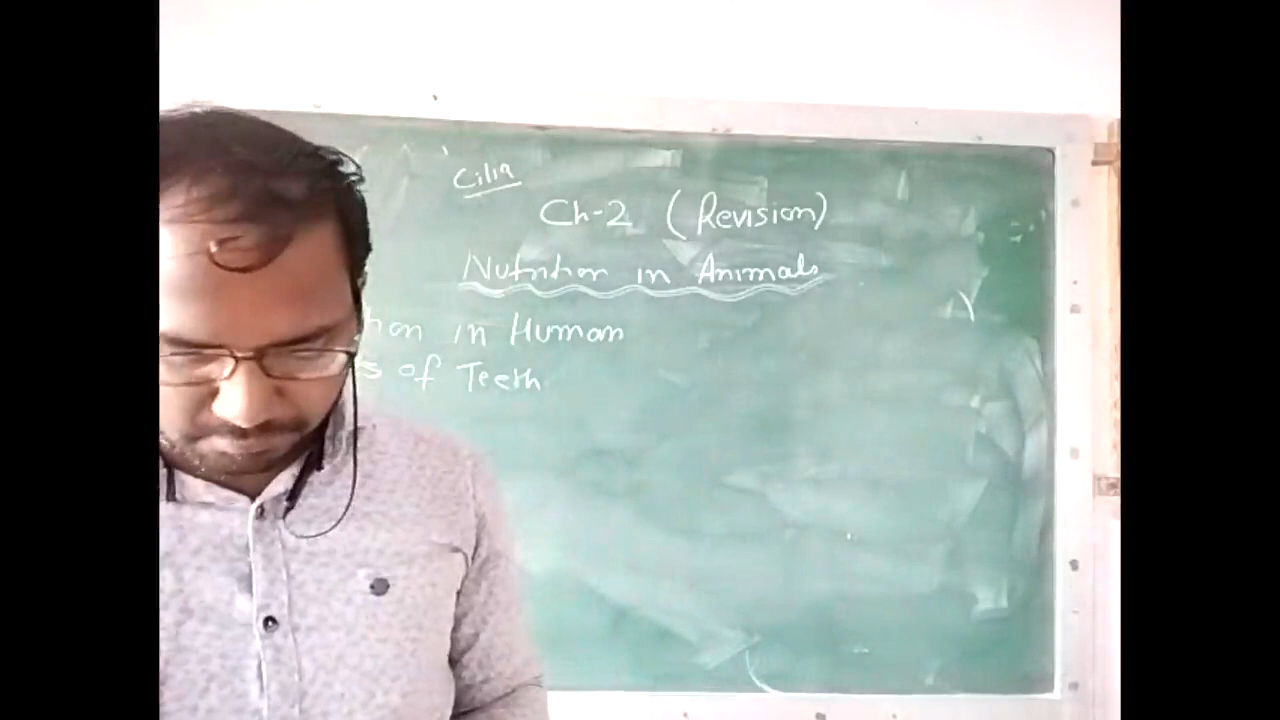 Cilia
Ch-2 (Revision)
Nutrition in Animals
in Human
of Teeth